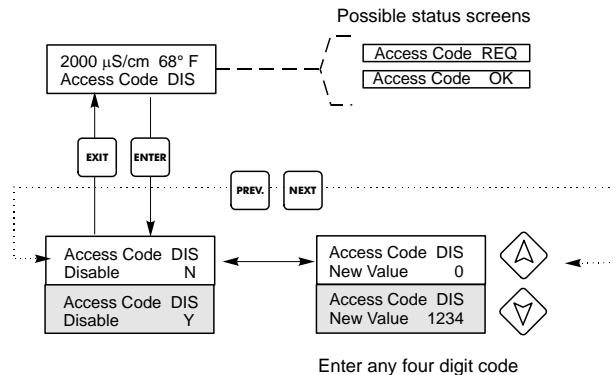 Possible status screens
2000 µS/cm 68° F
Access Code DIS
Access Code REQ
Access Code OK
EXIT
ENTER
PREV.
NEXT
Access Code DIS
Disable N
Access Code DIS
Disable Y
Access Code DIS
New Value 0
Access Code DIS
New Value 1234
Enter any four digit code